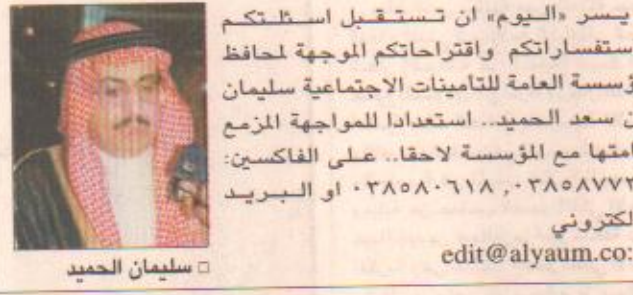 يسر «اليوم» ان تستقبل اسئلتكم
ستفساراتكم واقتراحاتكم الموجهة لمحافظ
ؤسسة العامة للتأمينات الاجتماعية سليمان
ن سعد الحميد.. استعدادا للمواجهة المزمع
امتها مع المؤسسة لاحقا.. على الفاكسين:
٠٣٨٥٨٧٧٢, ٠٣٨٥٨٠٦١٨ او البريد
لكتروني
edit@alyaum.co:
□ سليمان الحميد